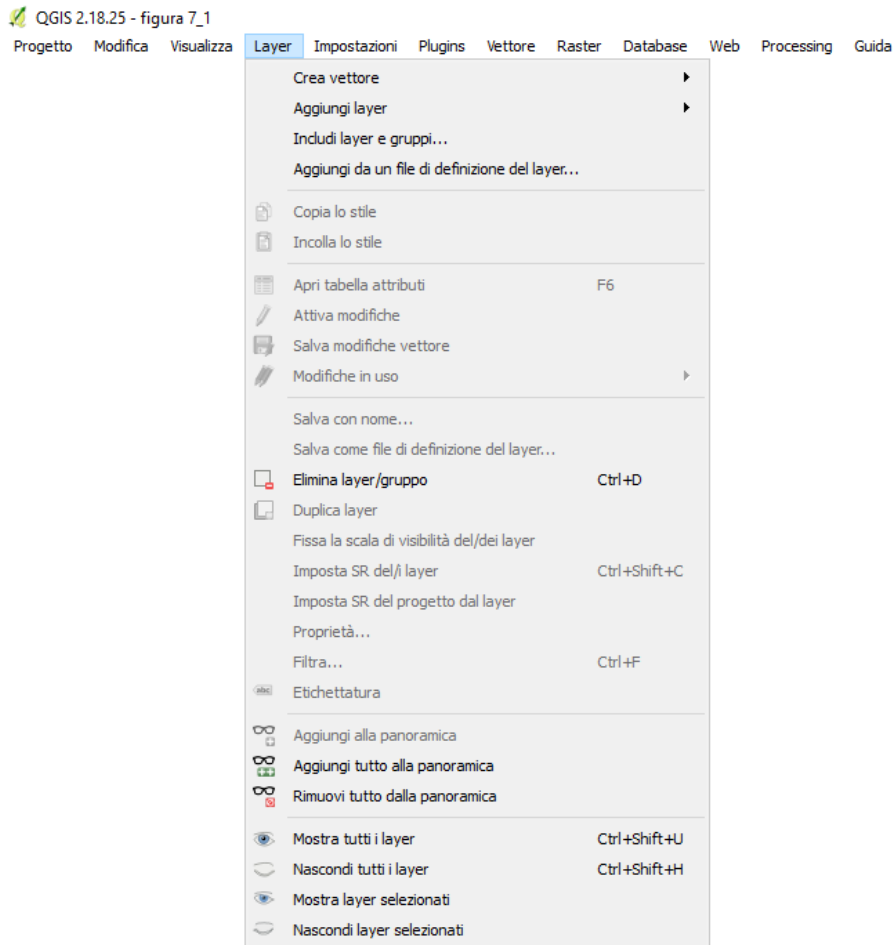 QGIS 2.18.25 - figura 7_1
Progetto Modifica Visualizza Layer Impostazioni Plugins Vettore Raster Database Web Processing Guida
Crea vettore
Aggiungi layer
Includi layer e gruppi...
Aggiungi da un file di definizione del layer...
Copia lo stile
Incolla lo stile
Apri tabella attributi F6
Attiva modifiche
Salva modifiche vettore
Modifiche in uso
Salva con nome...
Salva come file di definizione del layer...
Elimina layer/gruppo Ctrl+D
Duplica layer
Fissa la scala di visibilità del/dei layer
Imposta SR del/i layer Ctrl+Shift+C
Imposta SR del progetto dal layer
Proprietà...
Filtra... Ctrl+F
abc Etichettatura
Aggiungi alla panoramica
Aggiungi tutto alla panoramica
Rimuovi tutto dalla panoramica
Mostra tutti i layer Ctrl+Shift+U
Nascondi tutti i layer Ctrl+Shift+H
Mostra layer selezionati
Nascondi layer selezionati